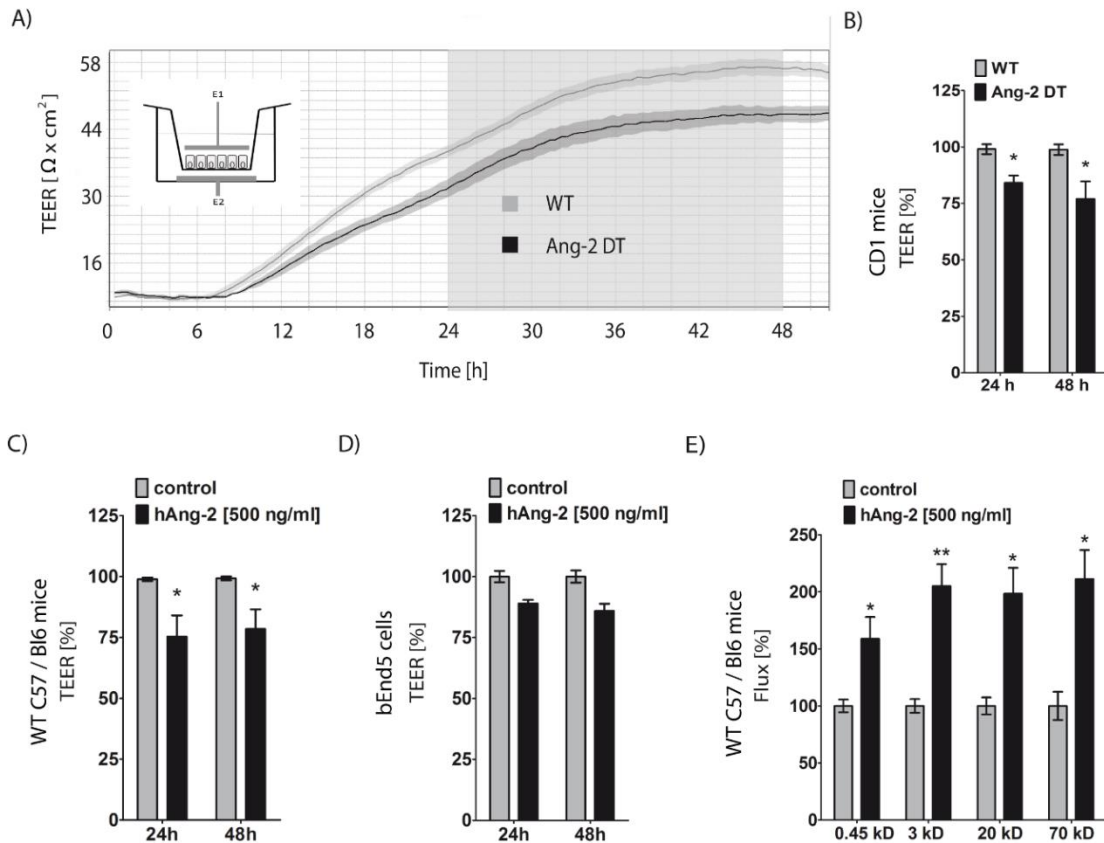 A)
TEER [ Ω x cm² ]
58
44
30
16
E1
E2
WT
Ang-2 DT
0 6 12 18 24 30 36 42 48
Time [h]
B)
WT
Ang-2 DT
CD1 mice
TEER [%]
125
100
75
50
25
0
* *
24 h 48 h
C)
control
hAng-2 [500 ng/ml]
WT C57 / Bl6 mice
TEER [%]
125
100
75
50
25
0
* *
24h 48h
D)
control
hAng-2 [500 ng/ml]
bEnd5 cells
TEER [%]
125
100
75
50
25
0
24h 48h
E)
control
hAng-2 [500 ng/ml]
WT C57 / Bl6 mice
Flux [%]
250
200
150
100
50
0
* ** * *
0.45 kD 3 kD 20 kD 70 kD